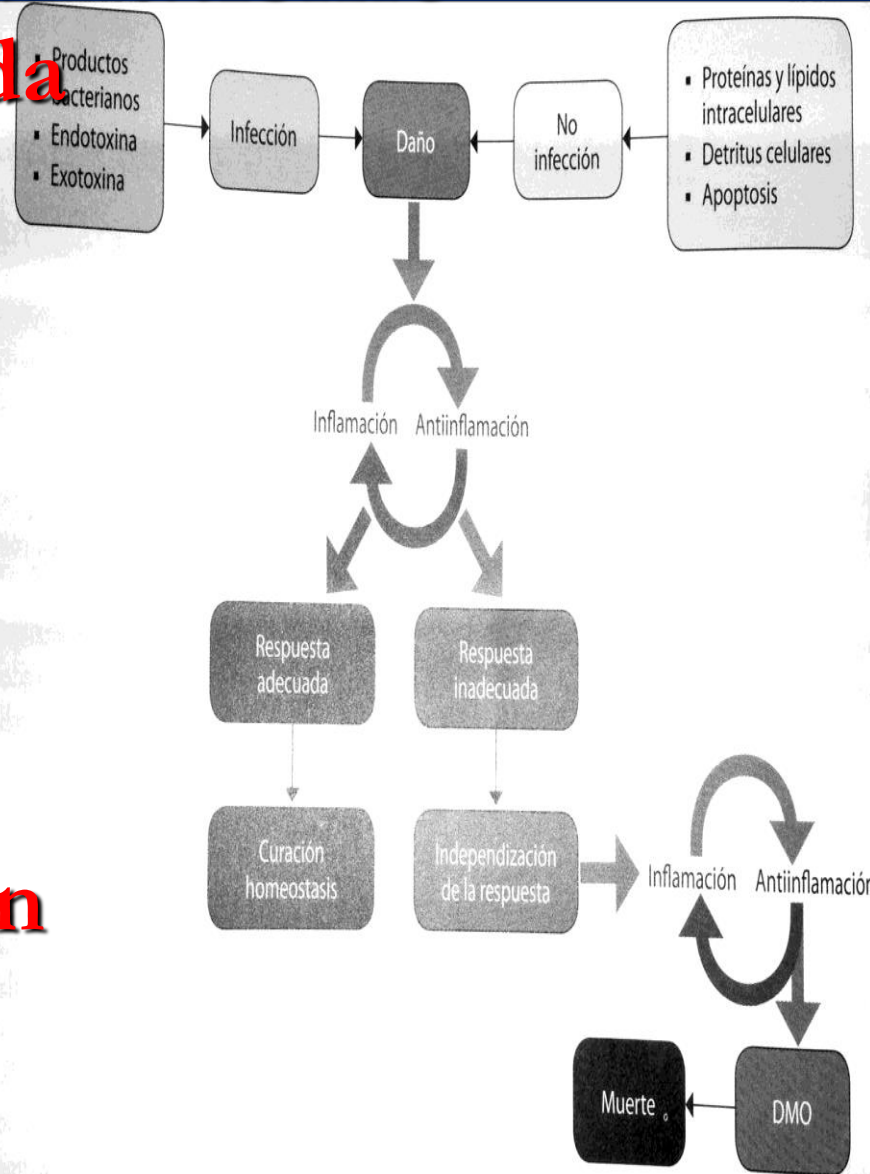 da
▪ Productos
bacterianos
▪ Endotoxina
▪ Exotoxina
Infección
Daño
No
infección
▪ Proteínas y lípidos
intracelulares
▪ Detritus celulares
▪ Apoptosis
Inflamación Antiinflamación
Respuesta
adecuada
Respuesta
inadecuada
Curación
homeostasis
Independización
de la respuesta
Inflamación Antiinflamación
n
Muerte
DMO